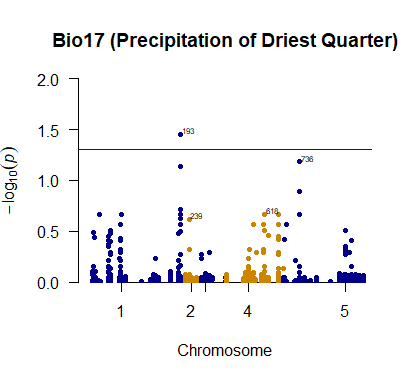 Bio17 (Precipitation of Driest Quarter)
2.0
1.5
1.0
0.5
0.0
−log10(p)
193
736
239
618
1 2 4 5
Chromosome